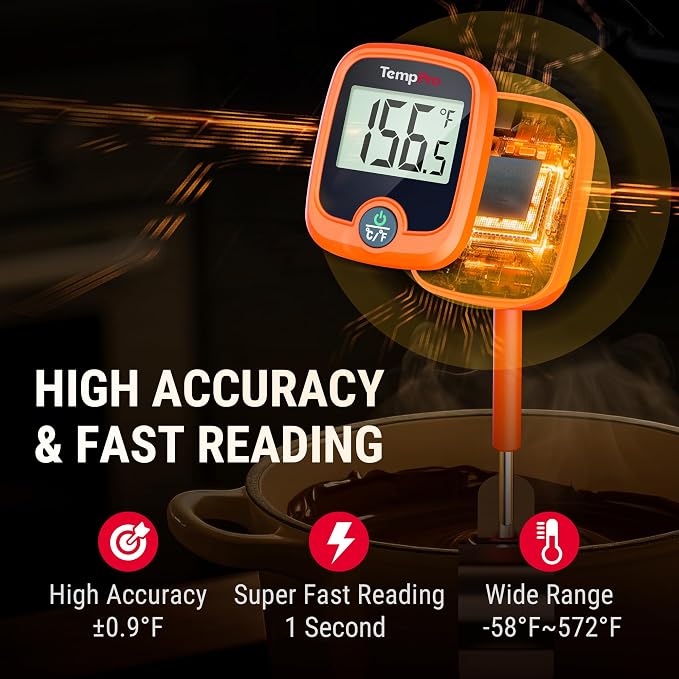 TempPro
156.5 °F
°C/°F
HIGH ACCURACY
& FAST READING
High Accuracy
±0.9°F
Super Fast Reading
1 Second
Wide Range
-58°F~572°F